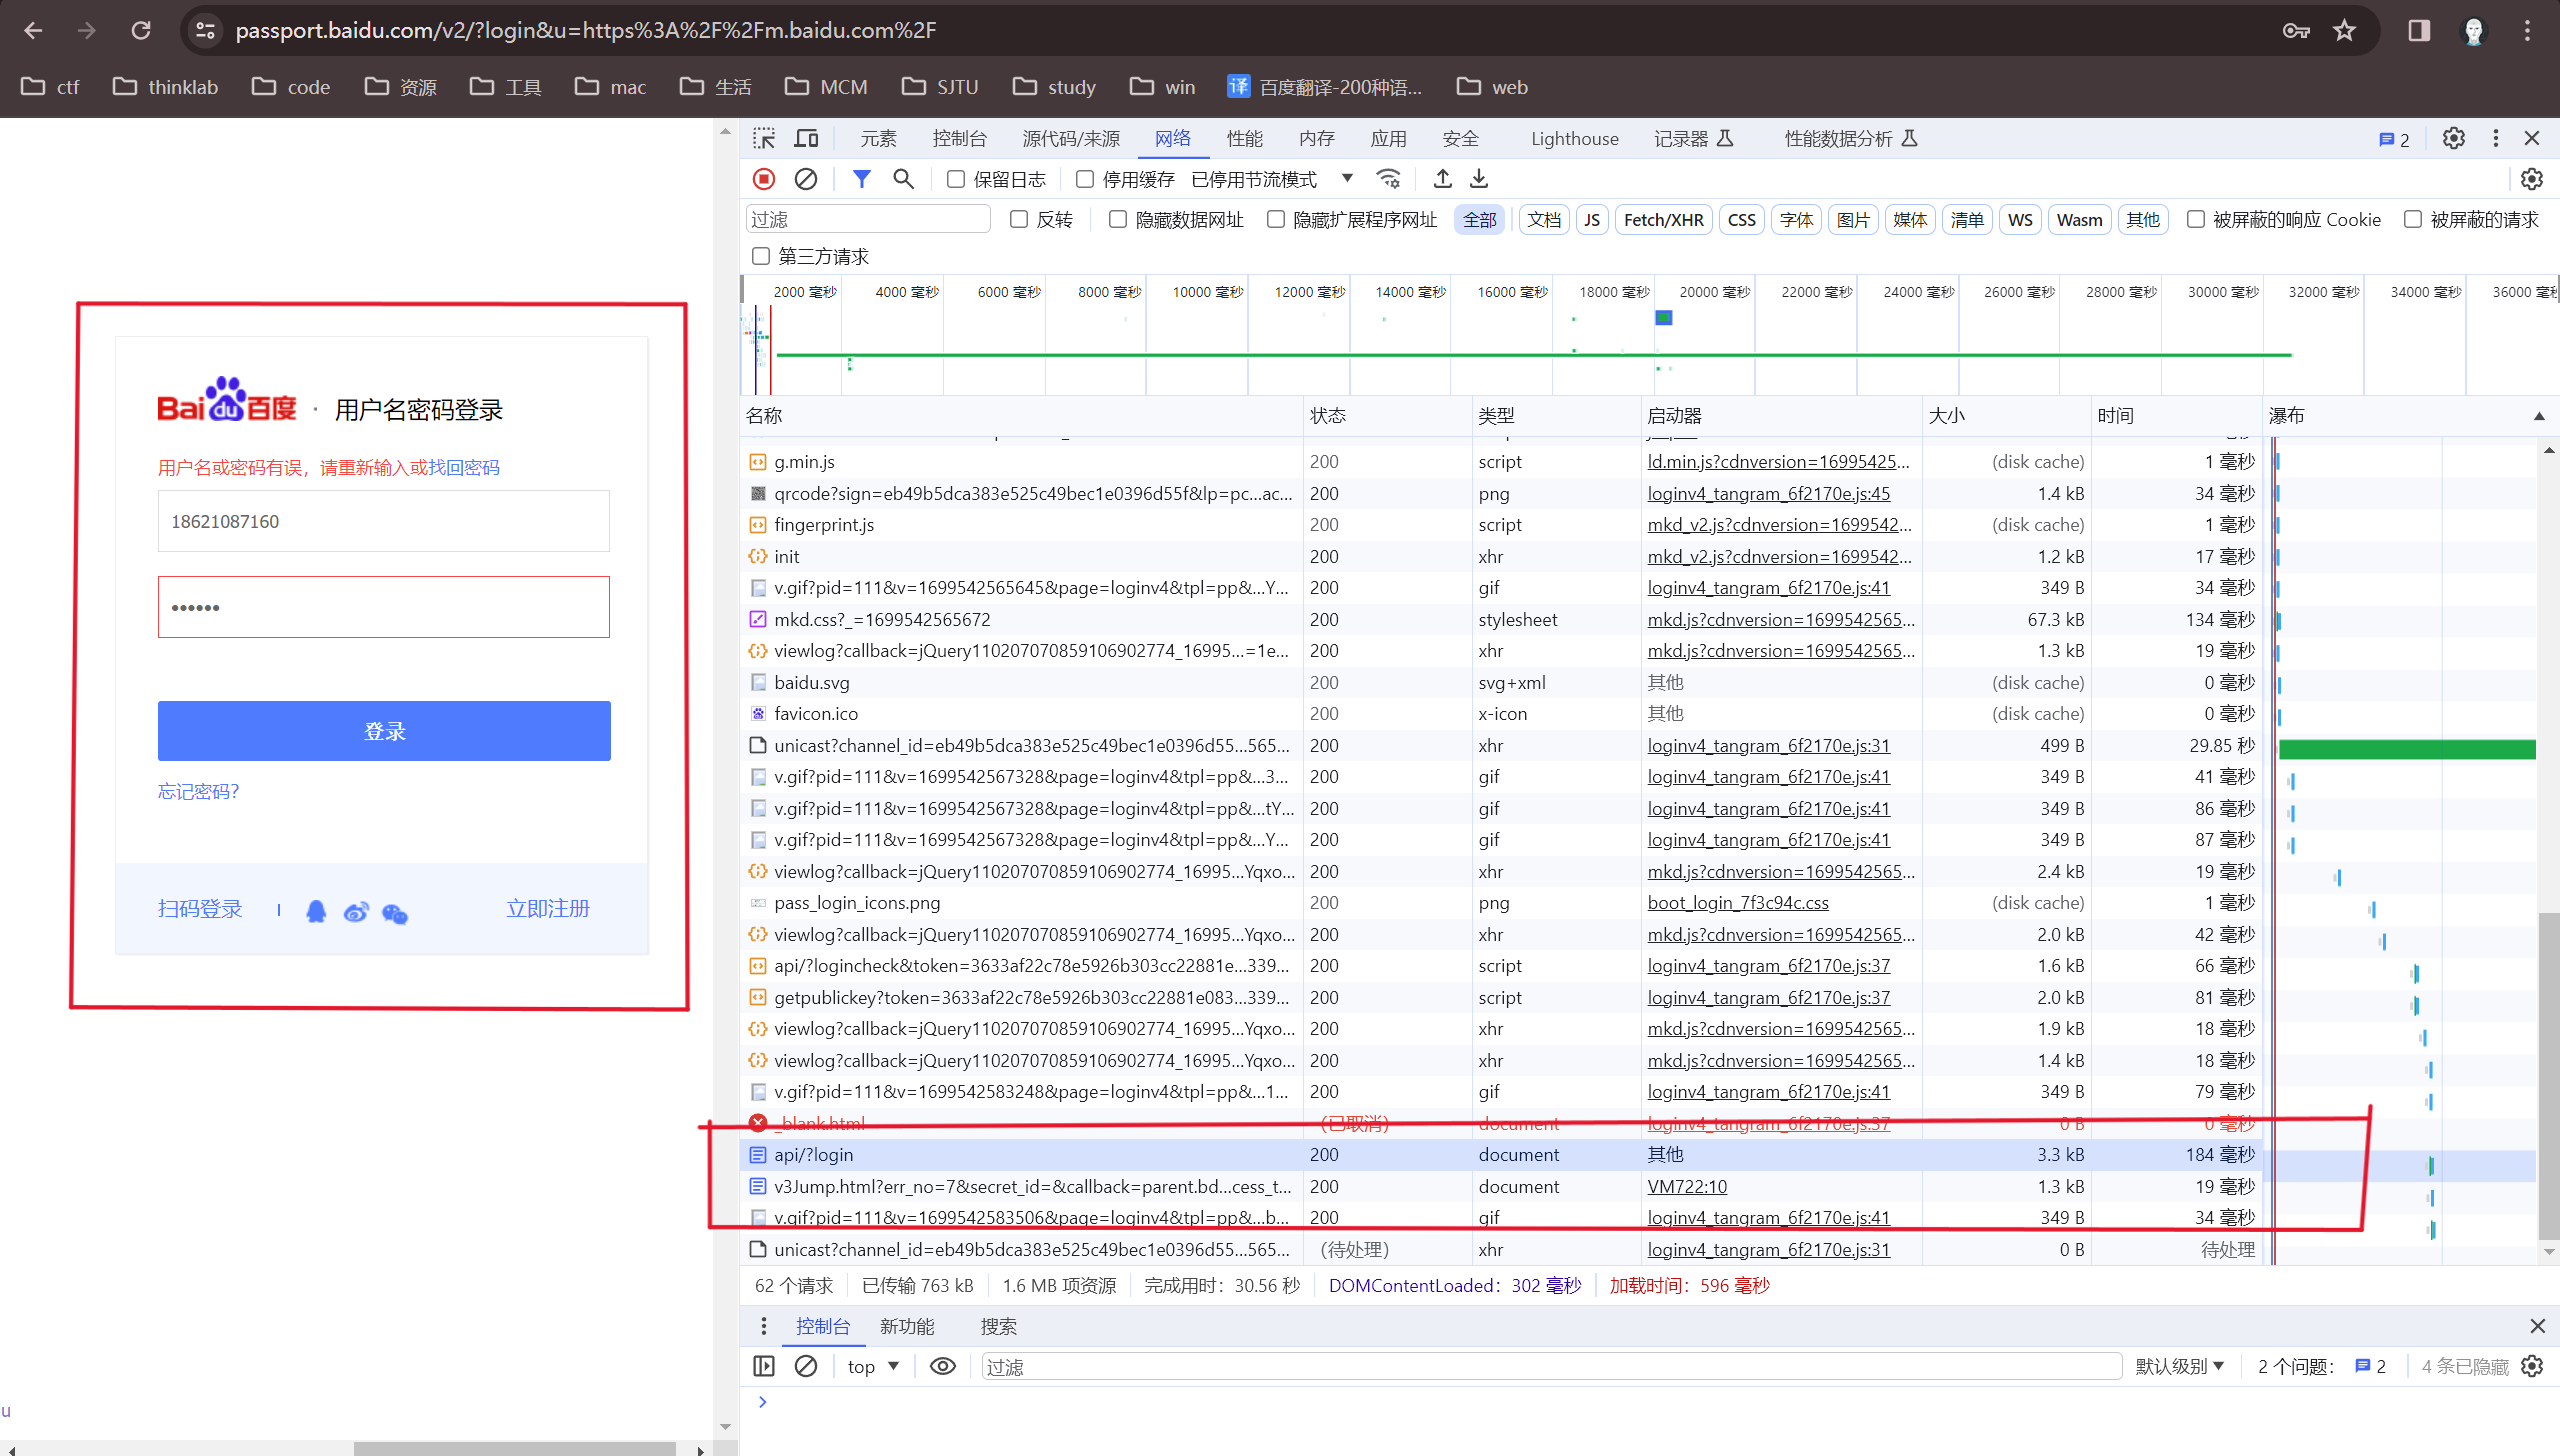 passport.baidu.com/v2/?login&u=https%3A%2F%2Fm.baidu.com%2F
ctf thinklab code 资源 工具 mac 生活 MCM SJTU study win 译 百度翻译-200种语... web
Bai du 百度 · 用户名密码登录
用户名或密码有误，请重新输入或找回密码
18621087160
••••••
登录
忘记密码?
扫码登录 立即注册
u
元素 控制台 源代码/来源 网络 性能 内存 应用 安全 Lighthouse 记录器 性能数据分析 2
保留日志 停用缓存 已停用节流模式
过滤 反转 隐藏数据网址 隐藏扩展程序网址 全部 文档 JS Fetch/XHR CSS 字体 图片 媒体 清单 WS Wasm 其他 被屏蔽的响应 Cookie 被屏蔽的请求
第三方请求
2000 毫秒 4000 毫秒 6000 毫秒 8000 毫秒 10000 毫秒 12000 毫秒 14000 毫秒 16000 毫秒 18000 毫秒 20000 毫秒 22000 毫秒 24000 毫秒 26000 毫秒 28000 毫秒 30000 毫秒 32000 毫秒 34000 毫秒 36000
名称 状态 类型 启动器 大小 时间 瀑布
g.min.js 200 script ld.min.js?cdnversion=16995425... (disk cache) 1 毫秒
qrcode?sign=eb49b5dca383e525c49bec1e0396d55f&lp=pc...ac... 200 png loginv4_tangram_6f2170e.js:45 1.4 kB 34 毫秒
fingerprint.js 200 script mkd_v2.js?cdnversion=1699542... (disk cache) 1 毫秒
init 200 xhr mkd_v2.js?cdnversion=1699542... 1.2 kB 17 毫秒
v.gif?pid=111&v=1699542565645&page=loginv4&tpl=pp&...Y... 200 gif loginv4_tangram_6f2170e.js:41 349 B 34 毫秒
mkd.css?_=1699542565672 200 stylesheet mkd.js?cdnversion=1699542565... 67.3 kB 134 毫秒
viewlog?callback=jQuery110207070859106902774_16995...=1e... 200 xhr mkd.js?cdnversion=1699542565... 1.3 kB 19 毫秒
baidu.svg 200 svg+xml 其他 (disk cache) 0 毫秒
favicon.ico 200 x-icon 其他 (disk cache) 0 毫秒
unicast?channel_id=eb49b5dca383e525c49bec1e0396d55...565... 200 xhr loginv4_tangram_6f2170e.js:31 499 B 29.85 秒
v.gif?pid=111&v=1699542567328&page=loginv4&tpl=pp&...3... 200 gif loginv4_tangram_6f2170e.js:41 349 B 41 毫秒
v.gif?pid=111&v=1699542567328&page=loginv4&tpl=pp&...tY... 200 gif loginv4_tangram_6f2170e.js:41 349 B 86 毫秒
v.gif?pid=111&v=1699542567328&page=loginv4&tpl=pp&...Y... 200 gif loginv4_tangram_6f2170e.js:41 349 B 87 毫秒
viewlog?callback=jQuery110207070859106902774_16995...Yqxo... 200 xhr mkd.js?cdnversion=1699542565... 2.4 kB 19 毫秒
pass_login_icons.png 200 png boot_login_7f3c94c.css (disk cache) 1 毫秒
viewlog?callback=jQuery110207070859106902774_16995...Yqxo... 200 xhr mkd.js?cdnversion=1699542565... 2.0 kB 42 毫秒
api/?logincheck&token=3633af22c78e5926b303cc22881e...339... 200 script loginv4_tangram_6f2170e.js:37 1.6 kB 66 毫秒
getpublickey?token=3633af22c78e5926b303cc22881e083...339... 200 script loginv4_tangram_6f2170e.js:37 2.0 kB 81 毫秒
viewlog?callback=jQuery110207070859106902774_16995...Yqxo... 200 xhr mkd.js?cdnversion=1699542565... 1.9 kB 18 毫秒
viewlog?callback=jQuery110207070859106902774_16995...Yqxo... 200 xhr mkd.js?cdnversion=1699542565... 1.4 kB 18 毫秒
v.gif?pid=111&v=1699542583248&page=loginv4&tpl=pp&...1... 200 gif loginv4_tangram_6f2170e.js:41 349 B 79 毫秒
_blank.html (已取消) document loginv4_tangram_6f2170e.js:37 0 B 0 毫秒
api/?login 200 document 其他 3.3 kB 184 毫秒
v3Jump.html?err_no=7&secret_id=&callback=parent.bd...cess_t... 200 document VM722:10 1.3 kB 19 毫秒
v.gif?pid=111&v=1699542583506&page=loginv4&tpl=pp&...b... 200 gif loginv4_tangram_6f2170e.js:41 349 B 34 毫秒
unicast?channel_id=eb49b5dca383e525c49bec1e0396d55...565... (待处理) xhr loginv4_tangram_6f2170e.js:31 0 B 待处理
62 个请求 已传输 763 kB 1.6 MB 项资源 完成用时：30.56 秒 DOMContentLoaded：302 毫秒 加载时间：596 毫秒
控制台 新功能 搜索
top 过滤 默认级别 2 个问题： 2 4 条已隐藏